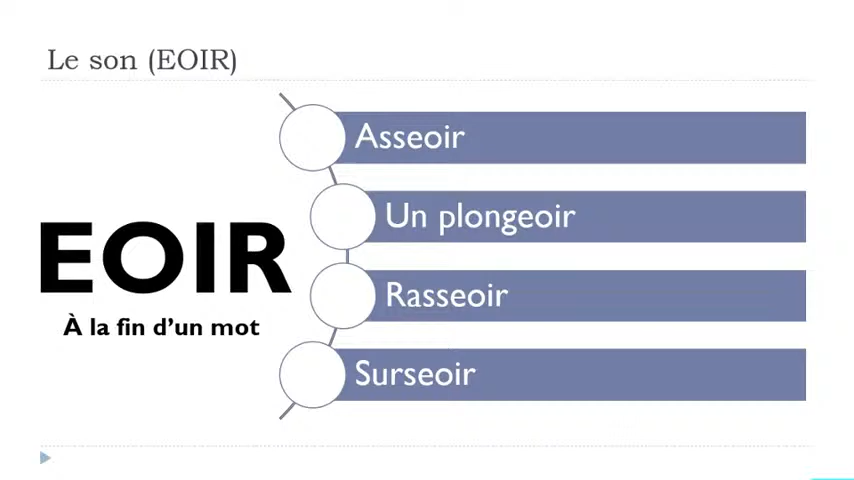 Le son (EOIR)
EOIR
À la fin d'un mot
Asseoir
Un plongeoir
Rasseoir
Surseoir